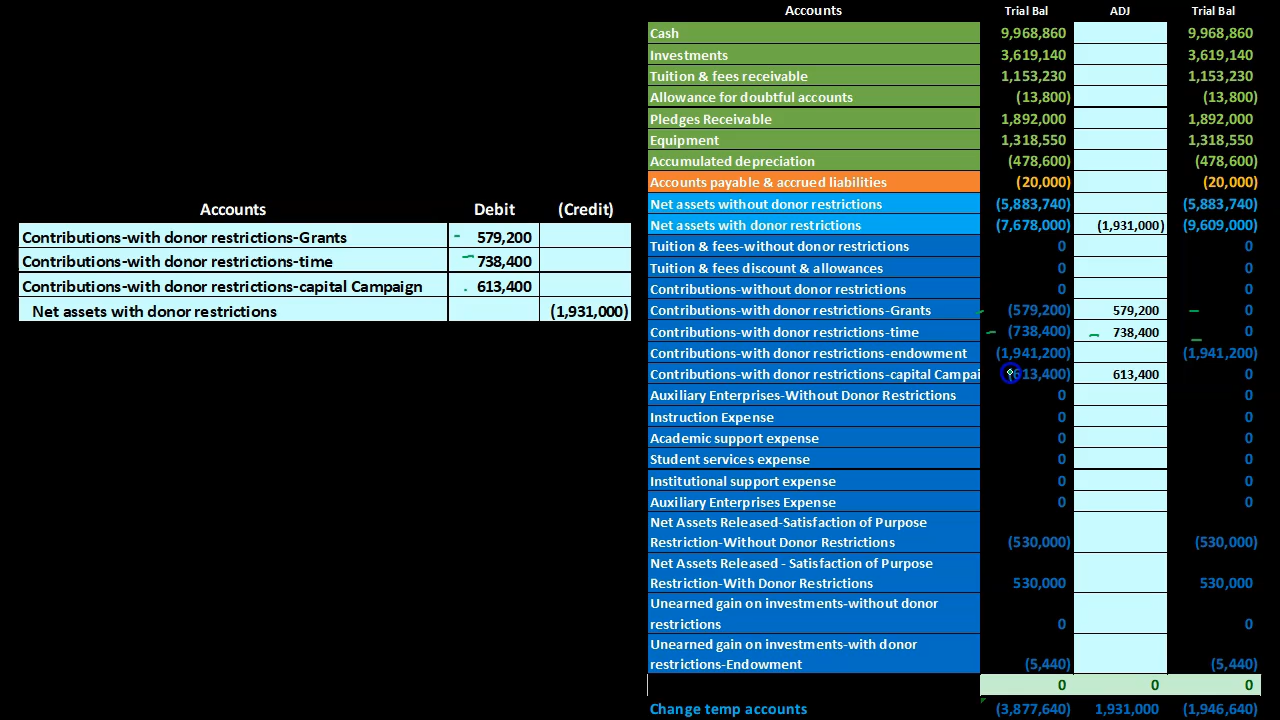 Accounts Debit (Credit)
Contributions-with donor restrictions-Grants 579,200
Contributions-with donor restrictions-time 738,400
Contributions-with donor restrictions-capital Campaign 613,400
Net assets with donor restrictions (1,931,000)
Accounts Trial Bal ADJ Trial Bal
Cash 9,968,860 9,968,860
Investments 3,619,140 3,619,140
Tuition & fees receivable 1,153,230 1,153,230
Allowance for doubtful accounts (13,800) (13,800)
Pledges Receivable 1,892,000 1,892,000
Equipment 1,318,550 1,318,550
Accumulated depreciation (478,600) (478,600)
Accounts payable & accrued liabilities (20,000) (20,000)
Net assets without donor restrictions (5,883,740) (5,883,740)
Net assets with donor restrictions (7,678,000) (1,931,000) (9,609,000)
Tuition & fees-without donor restrictions 0 0
Tuition & fees discount & allowances 0 0
Contributions-without donor restrictions 0 0
Contributions-with donor restrictions-Grants (579,200) 579,200 0
Contributions-with donor restrictions-time (738,400) 738,400 0
Contributions-with donor restrictions-endowment (1,941,200) (1,941,200)
Contributions-with donor restrictions-capital Campai (613,400) 613,400 0
Auxiliary Enterprises-Without Donor Restrictions 0 0
Instruction Expense 0 0
Academic support expense 0 0
Student services expense 0 0
Institutional support expense 0 0
Auxiliary Enterprises Expense 0 0
Net Assets Released-Satisfaction of Purpose
Restriction-Without Donor Restrictions (530,000) (530,000)
Net Assets Released - Satisfaction of Purpose
Restriction-With Donor Restrictions 530,000 530,000
Unearned gain on investments-without donor
restrictions 0 0
Unearned gain on investments-with donor
restrictions-Endowment (5,440) (5,440)
0 0 0
Change temp accounts (3,877,640) 1,931,000 (1,946,640)